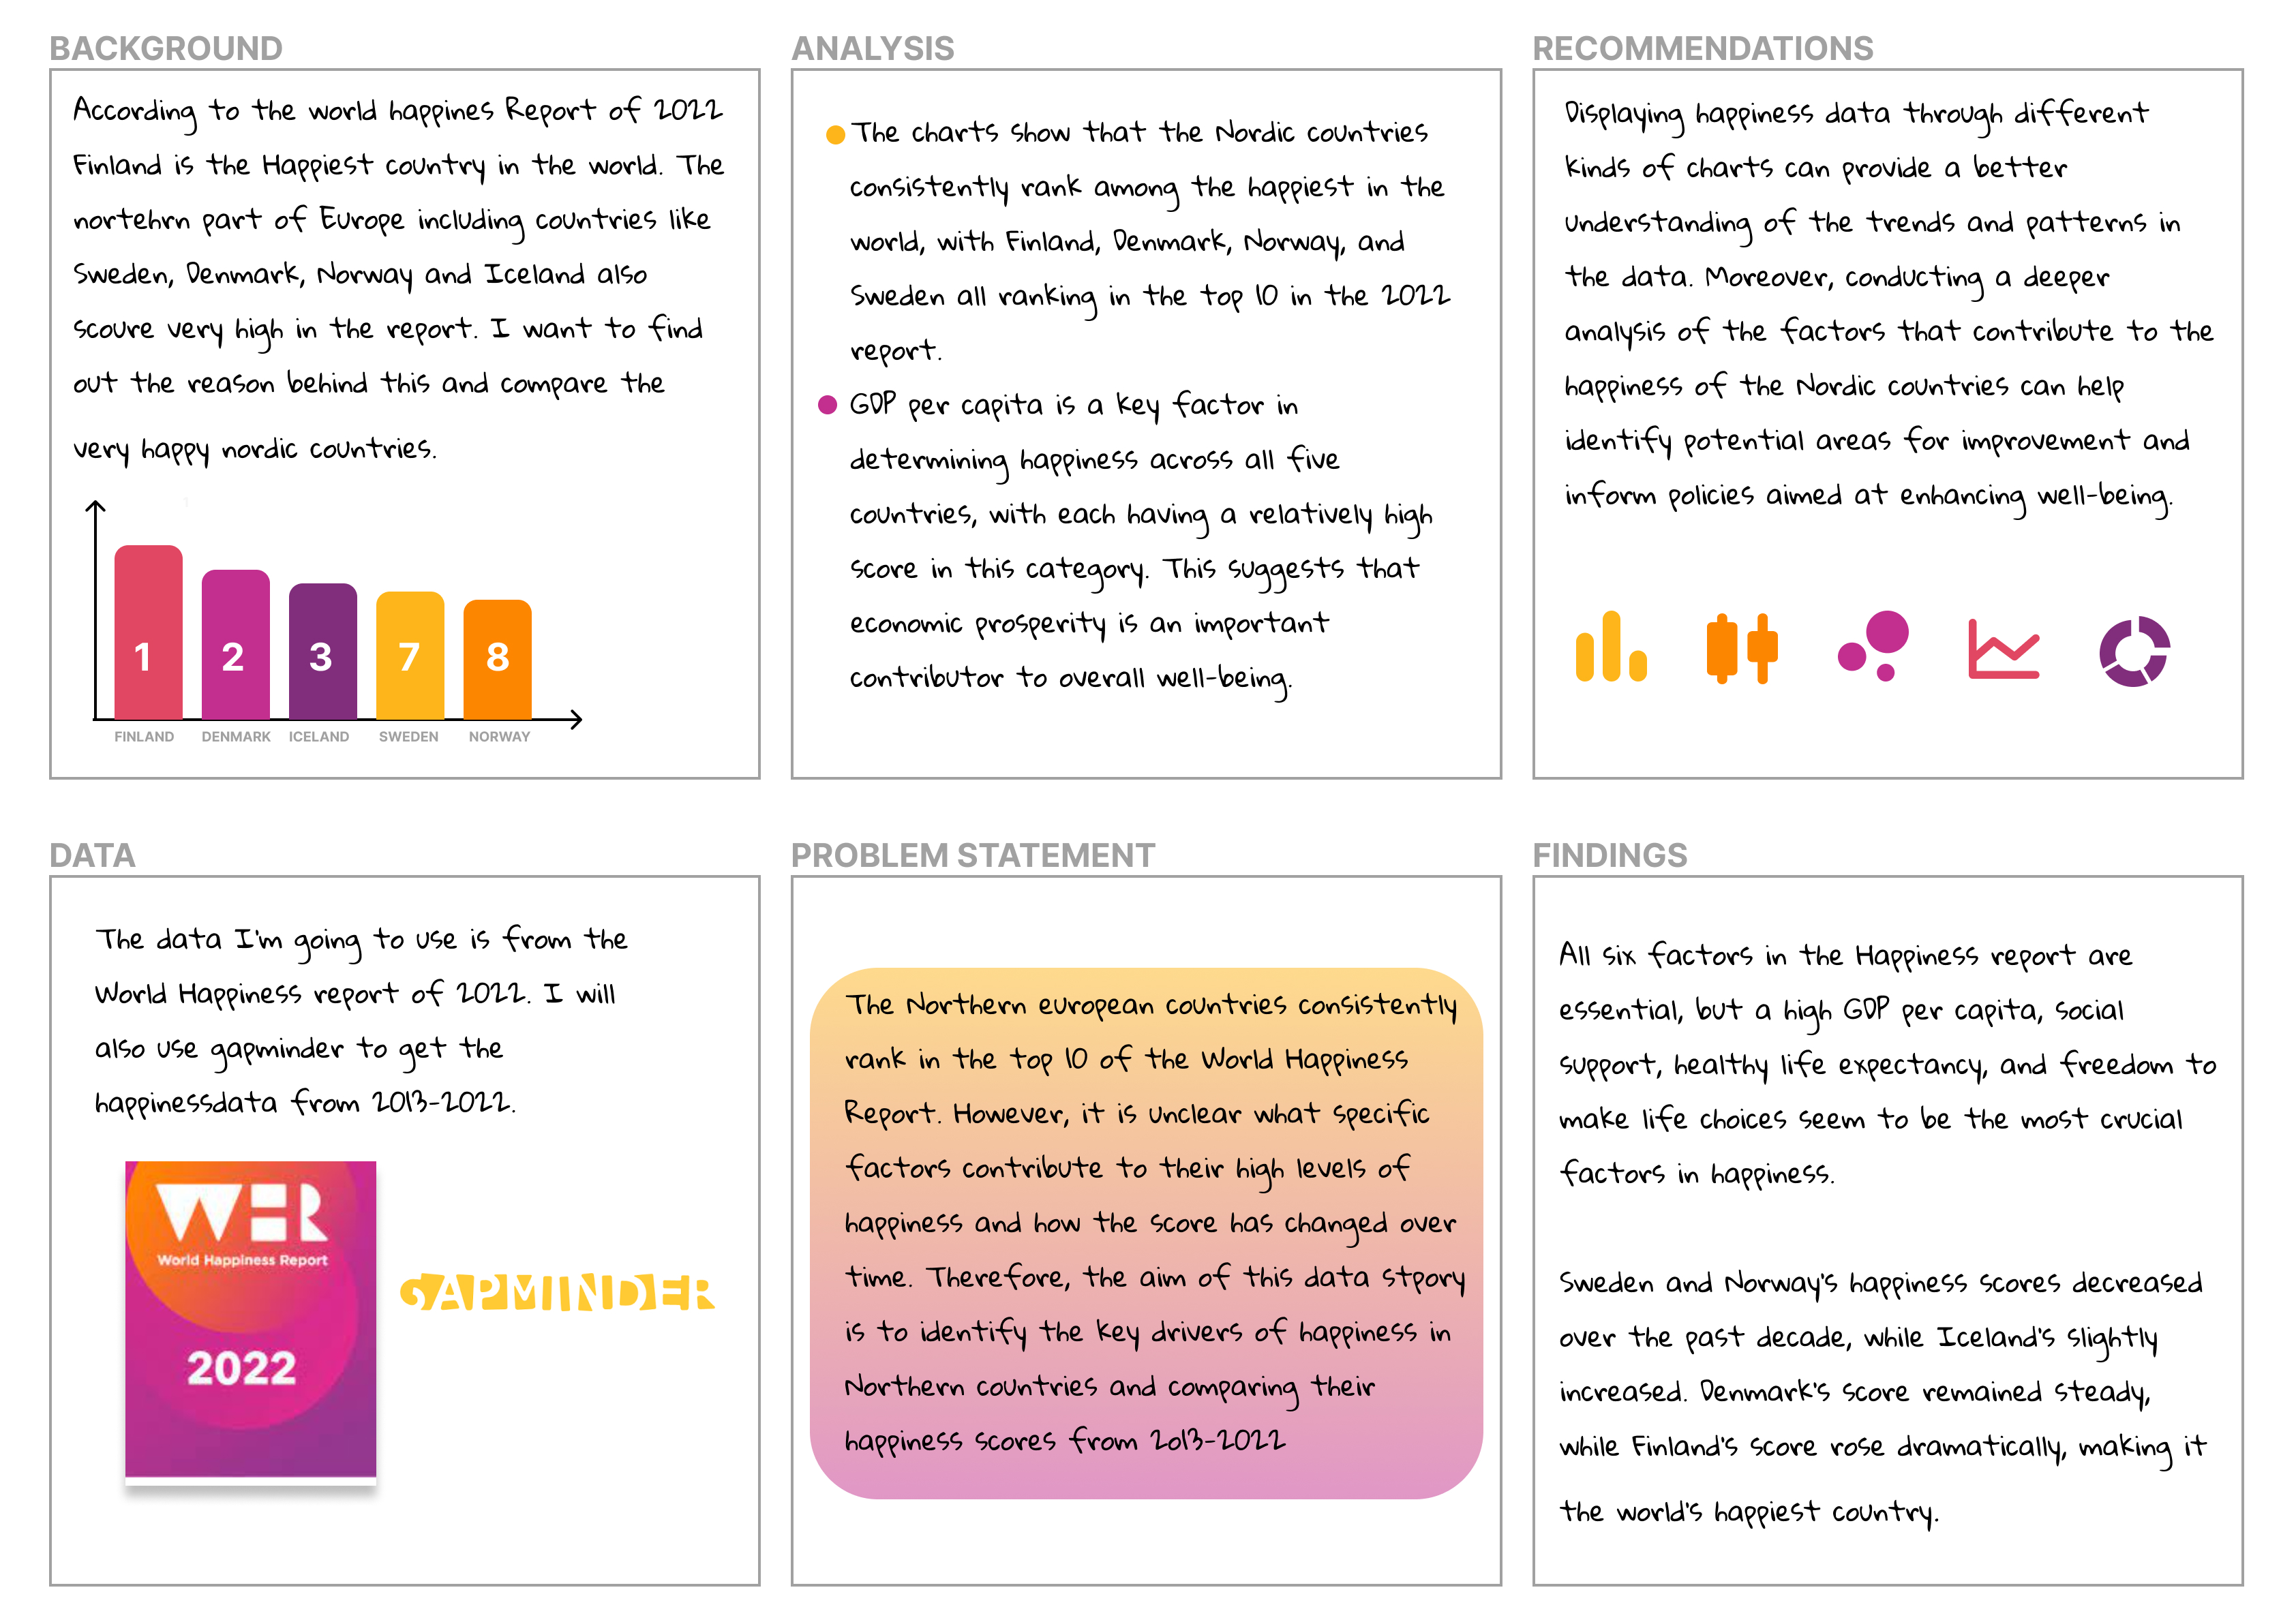 BACKGROUND
According to the world happines Report of 2022
Finland is the Happiest country in the world. The
nortehrn part of Europe including countries like
Sweden, Denmark, Norway and Iceland also
scoure very high in the report. I want to find
out the reason behind this and compare the
very happy nordic countries.
1
2
3
7
8
FINLAND
DENMARK
ICELAND
SWEDEN
NORWAY
ANALYSIS
The charts show that the Nordic countries
consistently rank among the happiest in the
world, with Finland, Denmark, Norway, and
Sweden all ranking in the top 10 in the 2022
report.
GDP per capita is a key factor in
determining happiness across all five
countries, with each having a relatively high
score in this category. This suggests that
economic prosperity is an important
contributor to overall well-being.
RECOMMENDATIONS
Displaying happiness data through different
kinds of charts can provide a better
understanding of the trends and patterns in
the data. Moreover, conducting a deeper
analysis of the factors that contribute to the
happiness of the Nordic countries can help
identify potential areas for improvement and
inform policies aimed at enhancing well-being.
DATA
The data I'm going to use is from the
World Happiness report of 2022. I will
also use gapminder to get the
happinessdata from 2013-2022.
WHR
World Happiness Report
2022
GAPMINDER
PROBLEM STATEMENT
The Northern european countries consistently
rank in the top 10 of the World Happiness
Report. However, it is unclear what specific
factors contribute to their high levels of
happiness and how the score has changed over
time. Therefore, the aim of this data stpory
is to identify the key drivers of happiness in
Northern countries and comparing their
happiness scores from 2013-2022
FINDINGS
All six factors in the Happiness report are
essential, but a high GDP per capita, social
support, healthy life expectancy, and freedom to
make life choices seem to be the most crucial
factors in happiness.
Sweden and Norway's happiness scores decreased
over the past decade, while Iceland's slightly
increased. Denmark's score remained steady,
while Finland's score rose dramatically, making it
the world's happiest country.